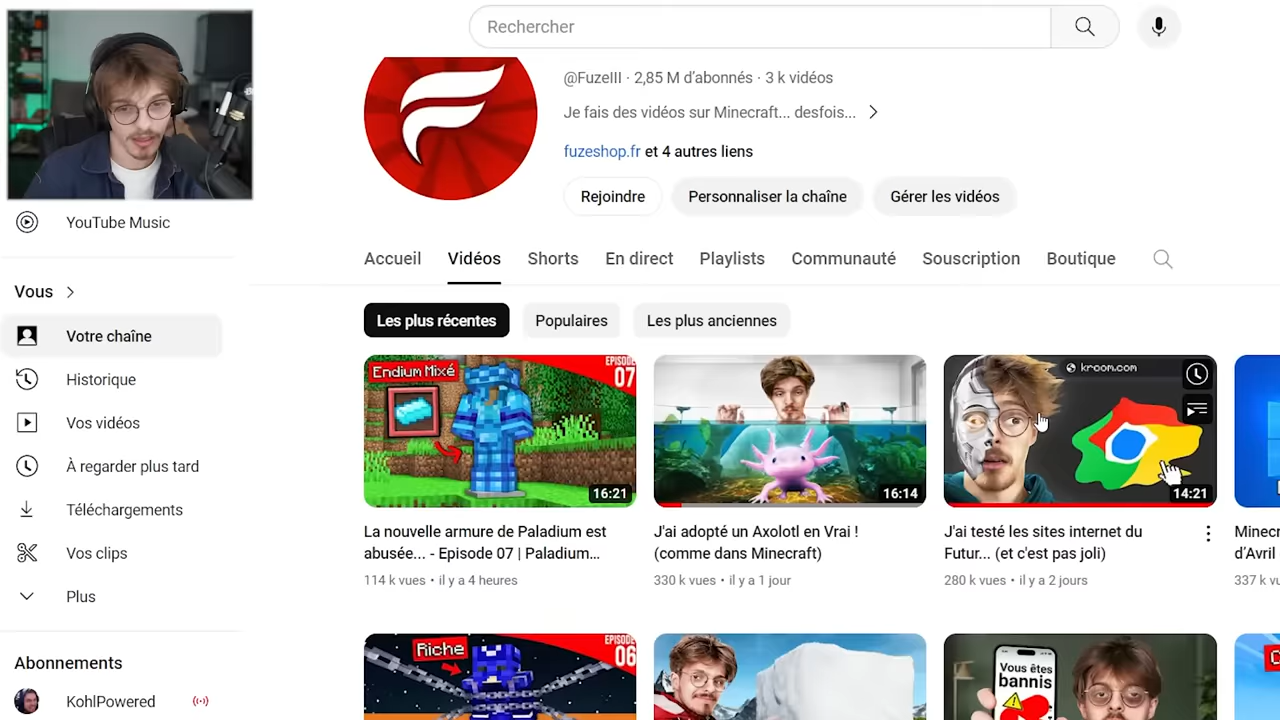 Rechercher
@FuzeIII · 2,85 M d'abonnés · 3 k vidéos
Je fais des vidéos sur Minecraft... desfois...
fuzeshop.fr et 4 autres liens
Rejoindre
Personnaliser la chaîne
Gérer les vidéos
YouTube Music
Accueil
Vidéos
Shorts
En direct
Playlists
Communauté
Souscription
Boutique
Vous
Votre chaîne
Historique
Vos vidéos
À regarder plus tard
Téléchargements
Vos clips
Plus
Abonnements
KohlPowered
Les plus récentes
Populaires
Les plus anciennes
Endium Mixé
EPISODE
07
16:21
16:14
kroom.com
14:21
La nouvelle armure de Paladium est
abusée... - Episode 07 | Paladium...
114 k vues • il y a 4 heures
J'ai adopté un Axolotl en Vrai !
(comme dans Minecraft)
330 k vues • il y a 1 jour
J'ai testé les sites internet du
Futur... (et c'est pas joli)
280 k vues • il y a 2 jours
Minecr
d'Avril
337 k vu
Riche
EPISODE
06
Vous êtes
bannis